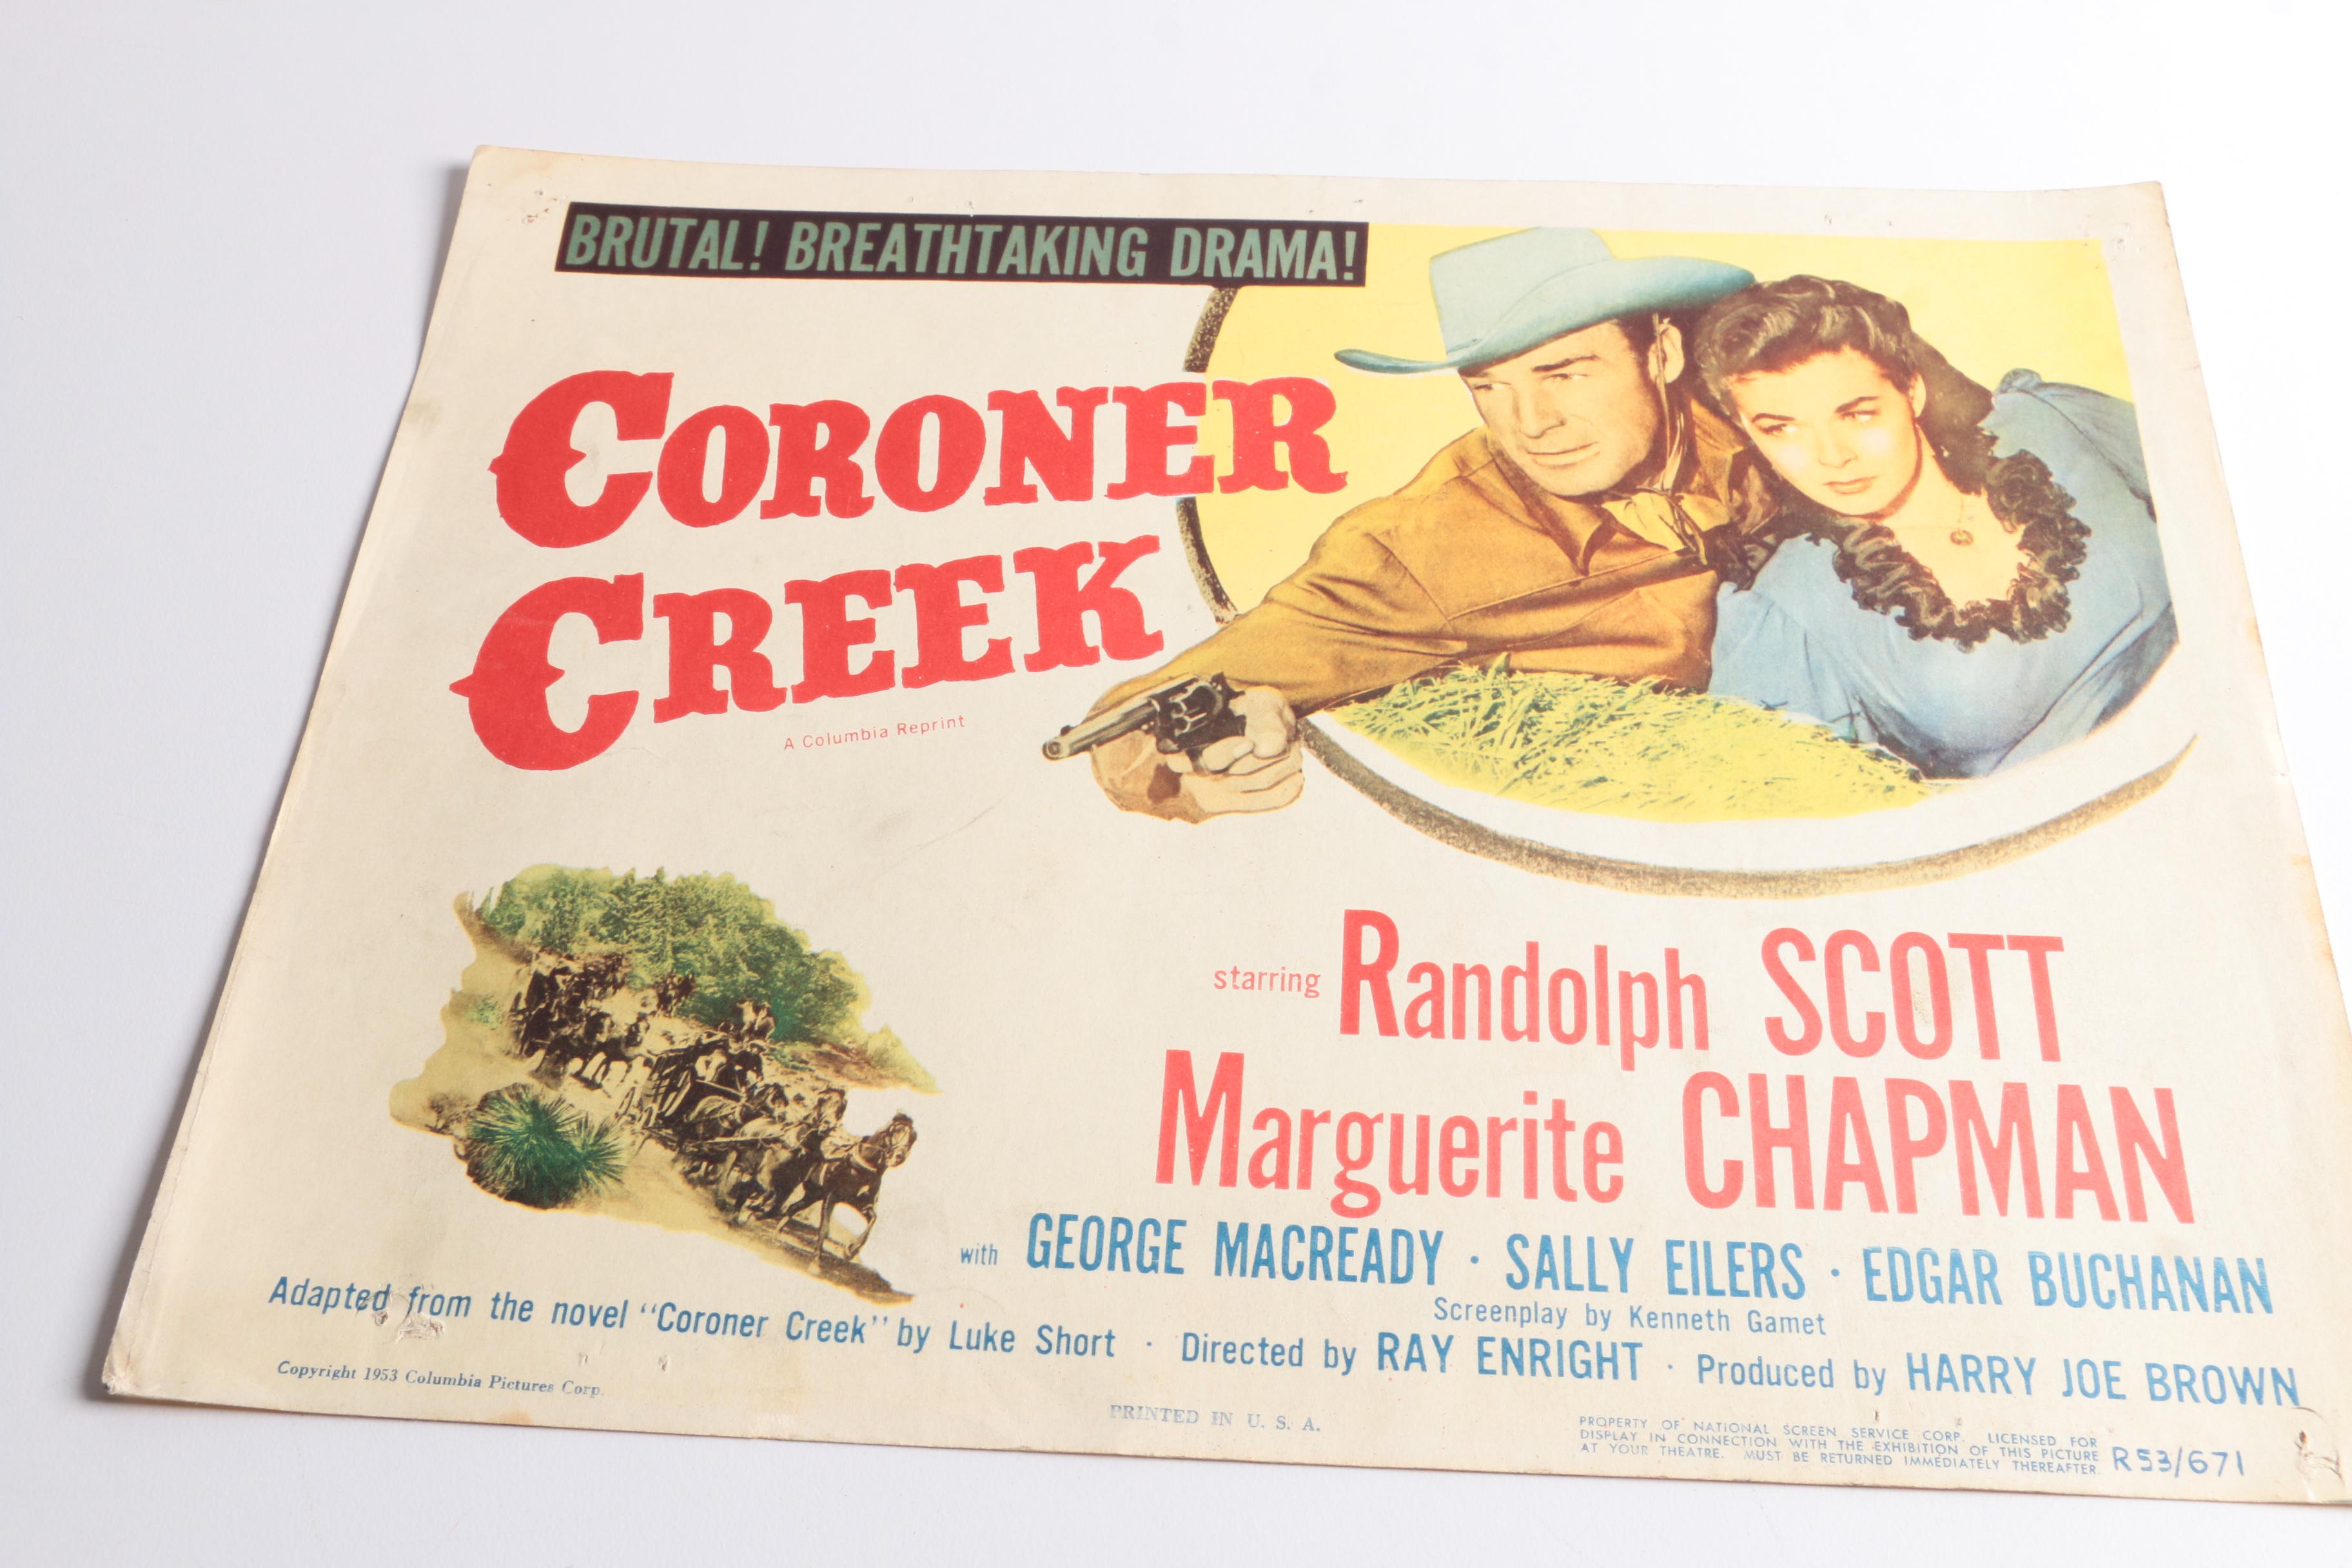 BRUTAL! BREATHTAKING DRAMA!
CORONER
CREEK
A Columbia Reprint
starring Randolph SCOTT
Marguerite CHAPMAN
with GEORGE MACREADY · SALLY EILERS · EDGAR BUCHANAN
Screenplay by Kenneth Gamet
Adapted from the novel "Coroner Creek" by Luke Short · Directed by RAY ENRIGHT · Produced by HARRY JOE BROWN
Copyright 1953 Columbia Pictures Corp.
PRINTED IN U. S. A.
PROPERTY OF NATIONAL SCREEN SERVICE CORP. LICENSED FOR
DISPLAY IN CONNECTION WITH THE EXHIBITION OF THIS PICTURE
AT YOUR THEATRE. MUST BE RETURNED IMMEDIATELY THEREAFTER.
R53/671